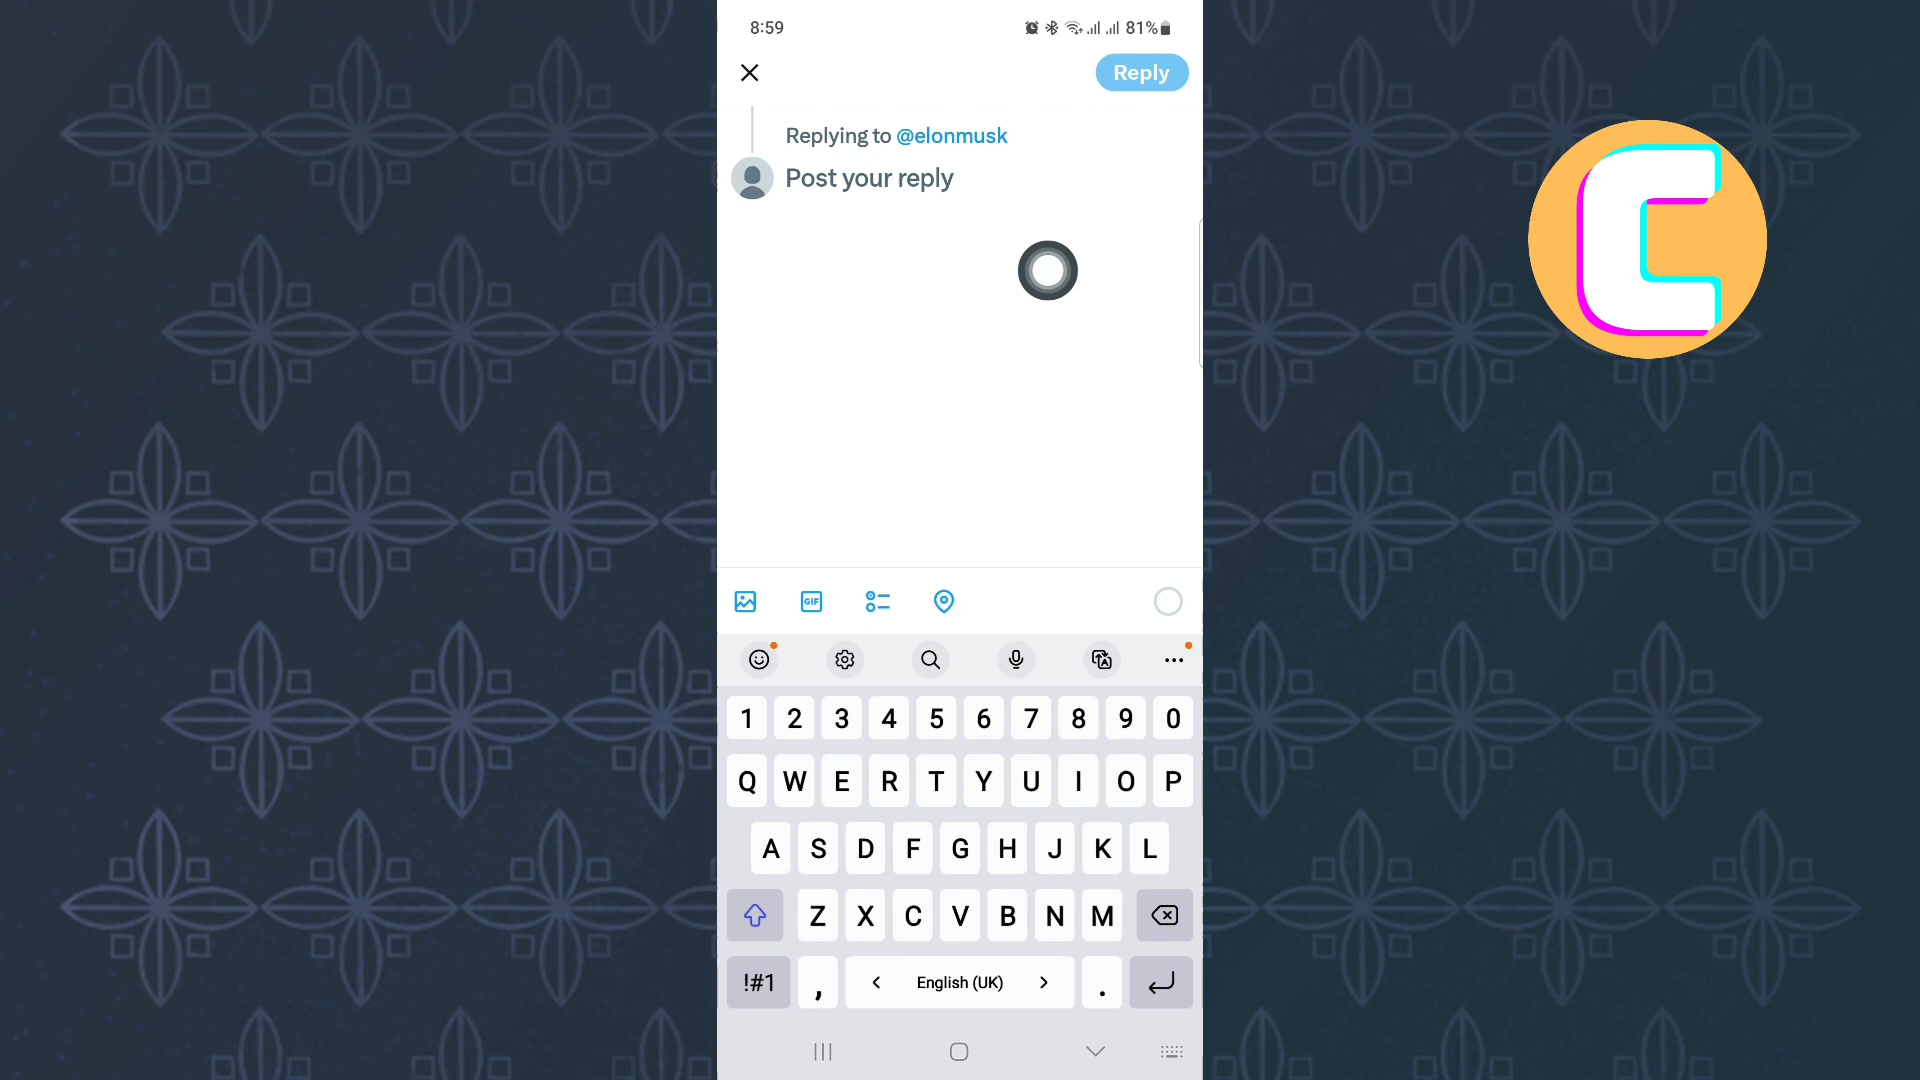 8:59
81%
Reply
Replying to @elonmusk
Post your reply
C
GIF
1 2 3 4 5 6 7 8 9 0
Q W E R T Y U I O P
A S D F G H J K L
Z X C V B N M
!#1 , < English (UK) > .